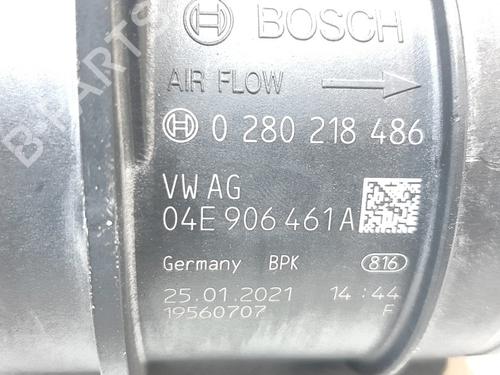 BOSCH
AIR FLOW
0 280 218 486
VW AG
04E 906 461 A
Germany BPK 816
25.01.2021 14:44
19560707 F
B-PARTS